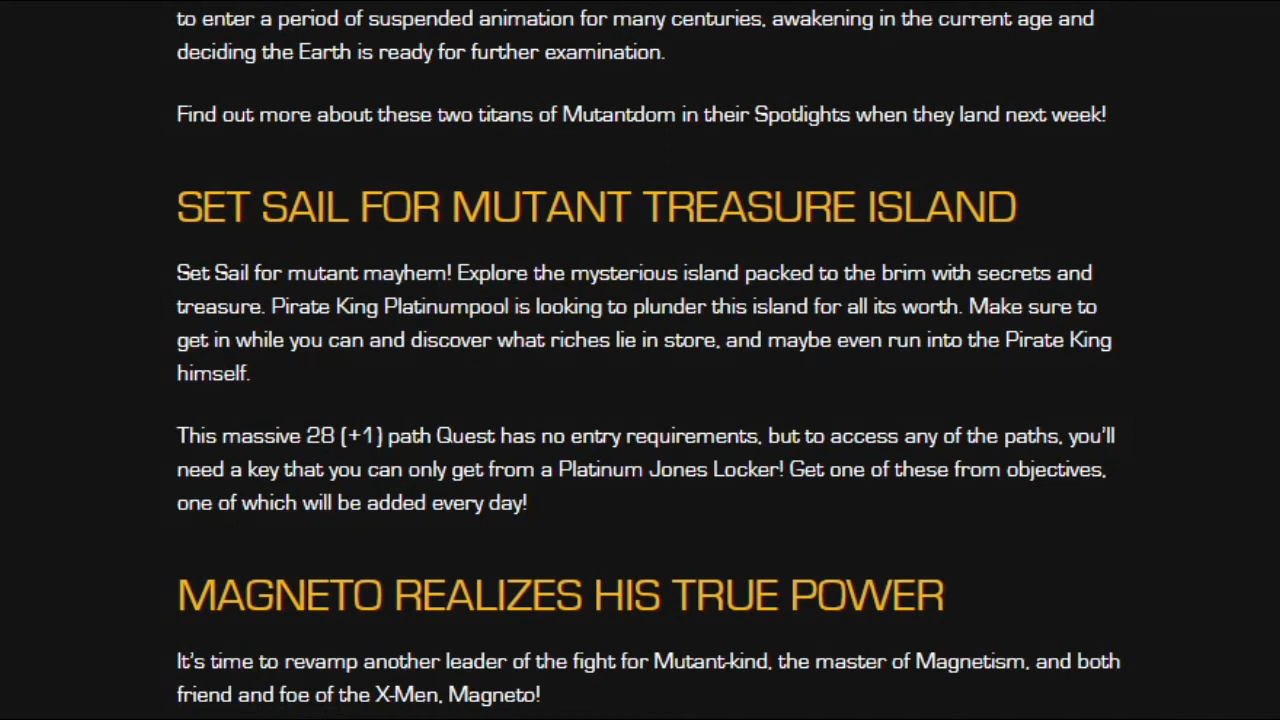 to enter a period of suspended animation for many centuries, awakening in the current age and
deciding the Earth is ready for further examination.
Find out more about these two titans of Mutantdom in their Spotlights when they land next week!
SET SAIL FOR MUTANT TREASURE ISLAND
Set Sail for mutant mayhem! Explore the mysterious island packed to the brim with secrets and
treasure. Pirate King Platinumpool is looking to plunder this island for all its worth. Make sure to
get in while you can and discover what riches lie in store, and maybe even run into the Pirate King
himself.
This massive 28 (+1) path Quest has no entry requirements, but to access any of the paths, you'll
need a key that you can only get from a Platinum Jones Locker! Get one of these from objectives,
one of which will be added every day!
MAGNETO REALIZES HIS TRUE POWER
It's time to revamp another leader of the fight for Mutant-kind, the master of Magnetism, and both
friend and foe of the X-Men, Magneto!